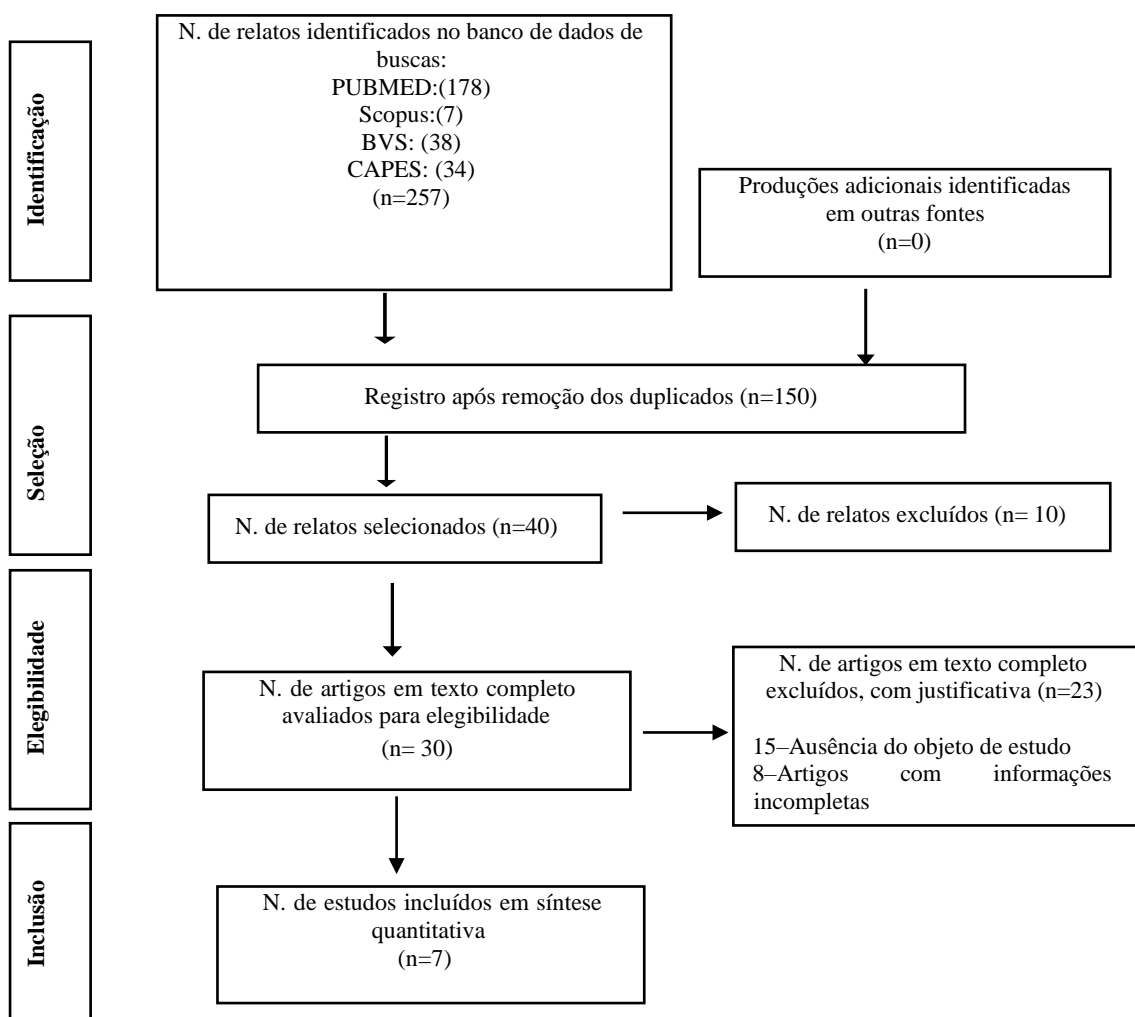 Identificação
N. de relatos identificados no banco de dados de
buscas:
PUBMED:(178)
Scopus:(7)
BVS: (38)
CAPES: (34)
(n=257)
Produções adicionais identificadas
em outras fontes
(n=0)
Seleção
Registro após remoção dos duplicados (n=150)
N. de relatos selecionados (n=40)
N. de relatos excluídos (n= 10)
Elegibilidade
N. de artigos em texto completo
avaliados para elegibilidade
(n= 30)
N. de artigos em texto completo
excluídos, com justificativa (n=23)
15–Ausência do objeto de estudo
8–Artigos com informações
incompletas
Inclusão
N. de estudos incluídos em síntese
quantitativa
(n=7)